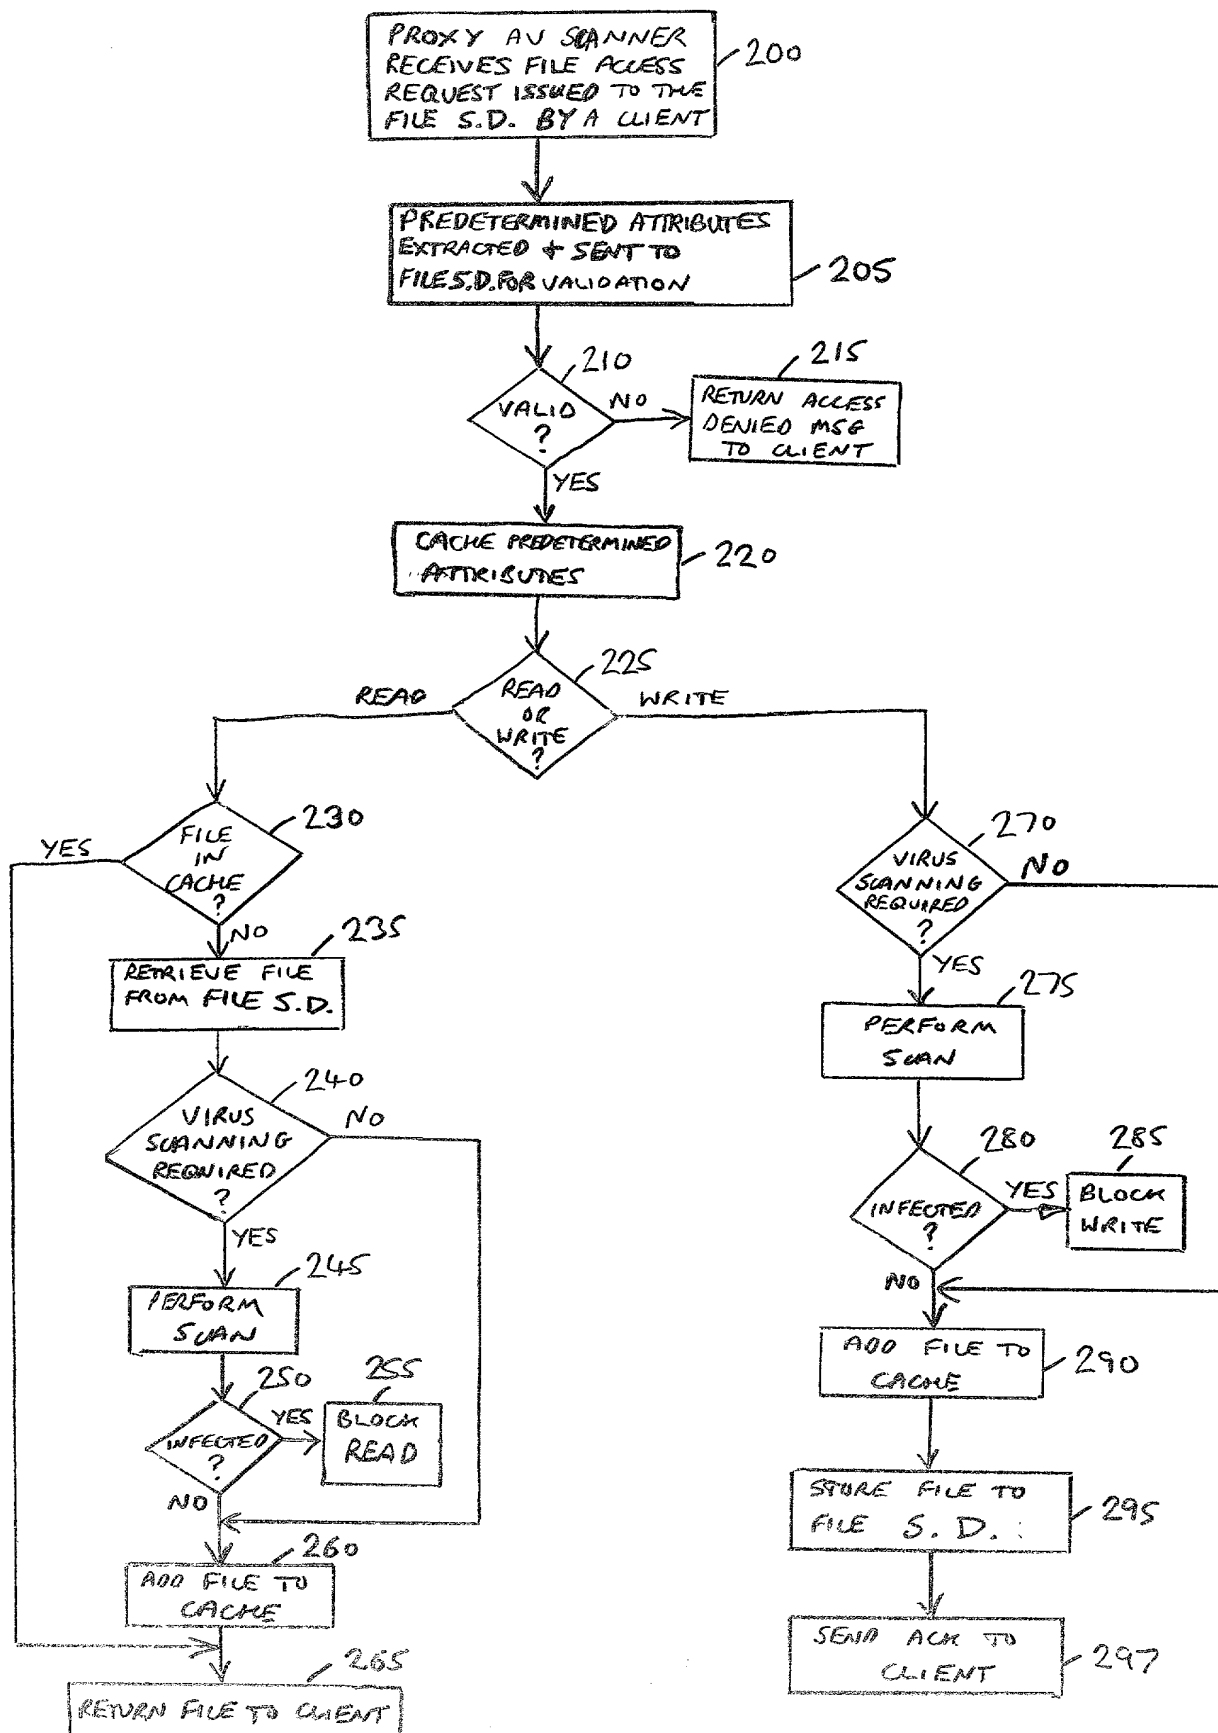 PROXY AV SCANNER
RECEIVES FILE ACCESS
REQUEST ISSUED TO THE
FILE S.D. BY A CLIENT
200
PREDETERMINED ATTRIBUTES
EXTRACTED + SENT TO
FILE S.D. FOR VALIDATION
205
VALID
?
210
NO
215
RETURN ACCESS
DENIED MSG
TO CLIENT
YES
CACHE PREDETERMINED
ATTRIBUTES
220
READ
OR
WRITE
?
225
READ
WRITE
FILE
IN
CACHE
?
230
YES
NO
235
RETRIEVE FILE
FROM FILE S.D.
VIRUS
SCANNING
REQUIRED
?
240
NO
YES
245
PERFORM
SCAN
INFECTED
?
250
YES
255
BLOCK
READ
NO
260
ADD FILE TO
CACHE
265
RETURN FILE TO CLIENT
VIRUS
SCANNING
REQUIRED
?
270
NO
YES
275
PERFORM
SCAN
INFECTED
?
280
YES
285
BLOCK
WRITE
NO
ADD FILE TO
CACHE
290
STORE FILE TO
FILE S.D.
295
SEND ACK TO
CLIENT
297